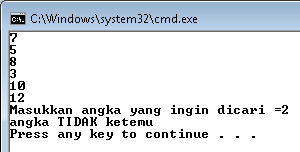 C:\Windows\system32\cmd.exe
7
5
8
3
10
12
Masukkan angka yang ingin dicari =2
angka TIDAK ketemu
Press any key to continue . . .